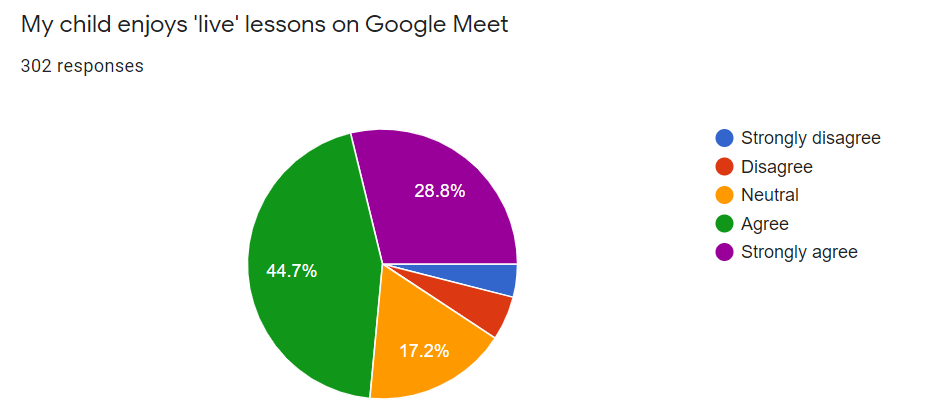 My child enjoys 'live' lessons on Google Meet
302 responses
Strongly disagree
Disagree
Neutral
Agree
Strongly agree
28.8%
44.7%
17.2%